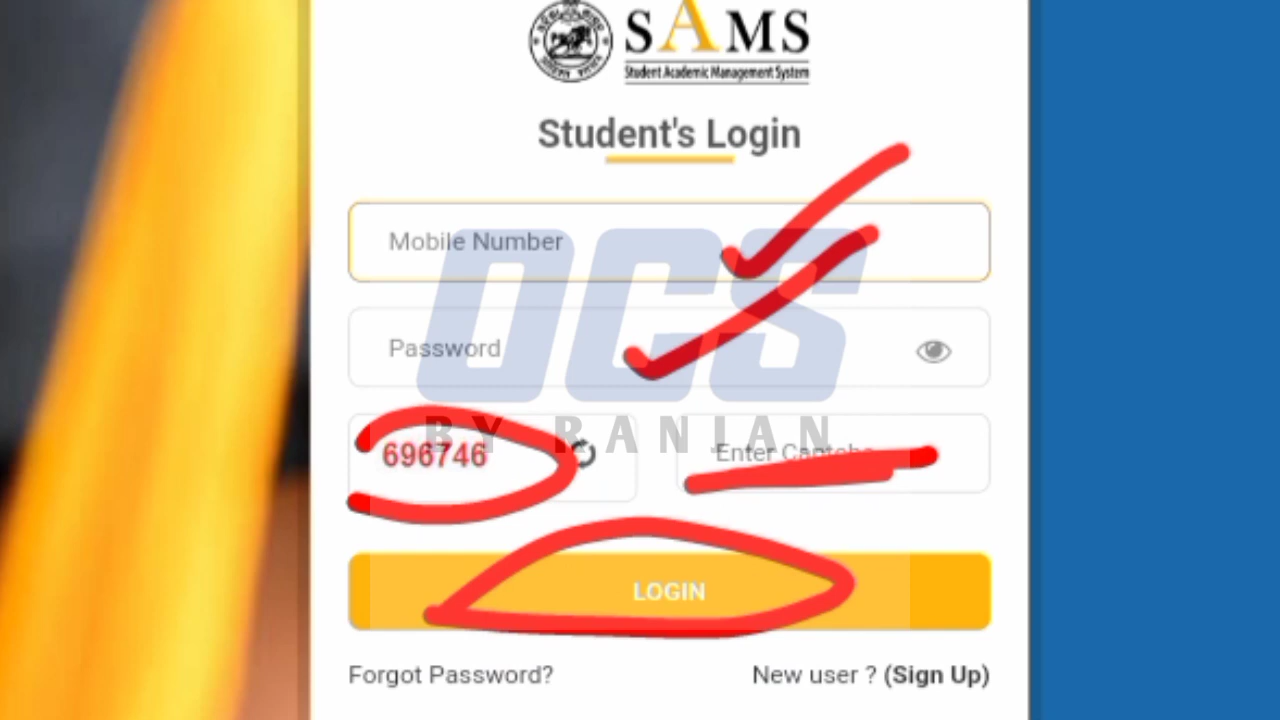 SAMS
Student Academic Management System
Student's Login
Mobile Number
OCS
Password
BY RANJAN
696746
Enter Captcha
LOGIN
Forgot Password?
New user ? (Sign Up)